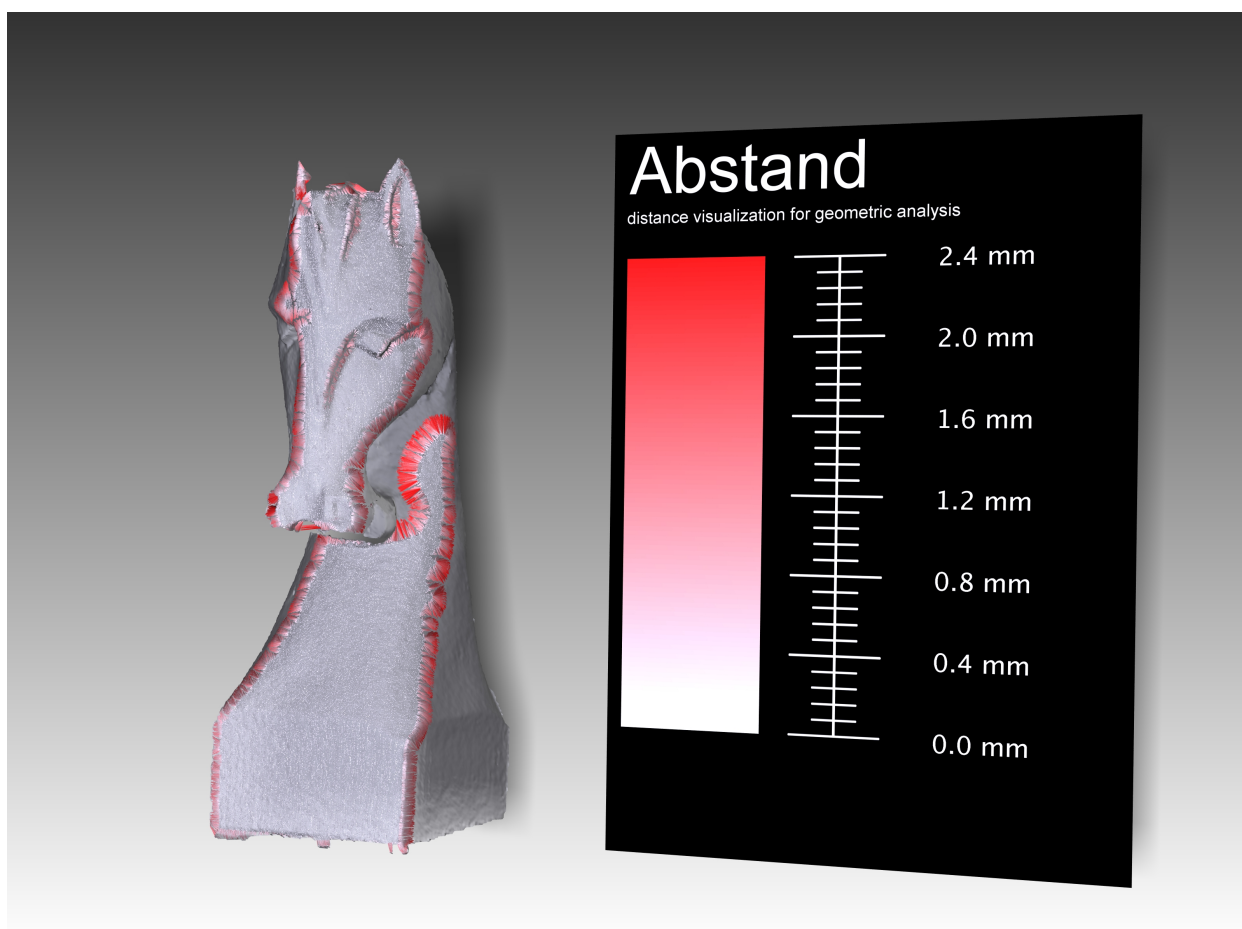 Abstand
distance visualization for geometric analysis
2.4 mm
2.0 mm
1.6 mm
1.2 mm
0.8 mm
0.4 mm
0.0 mm